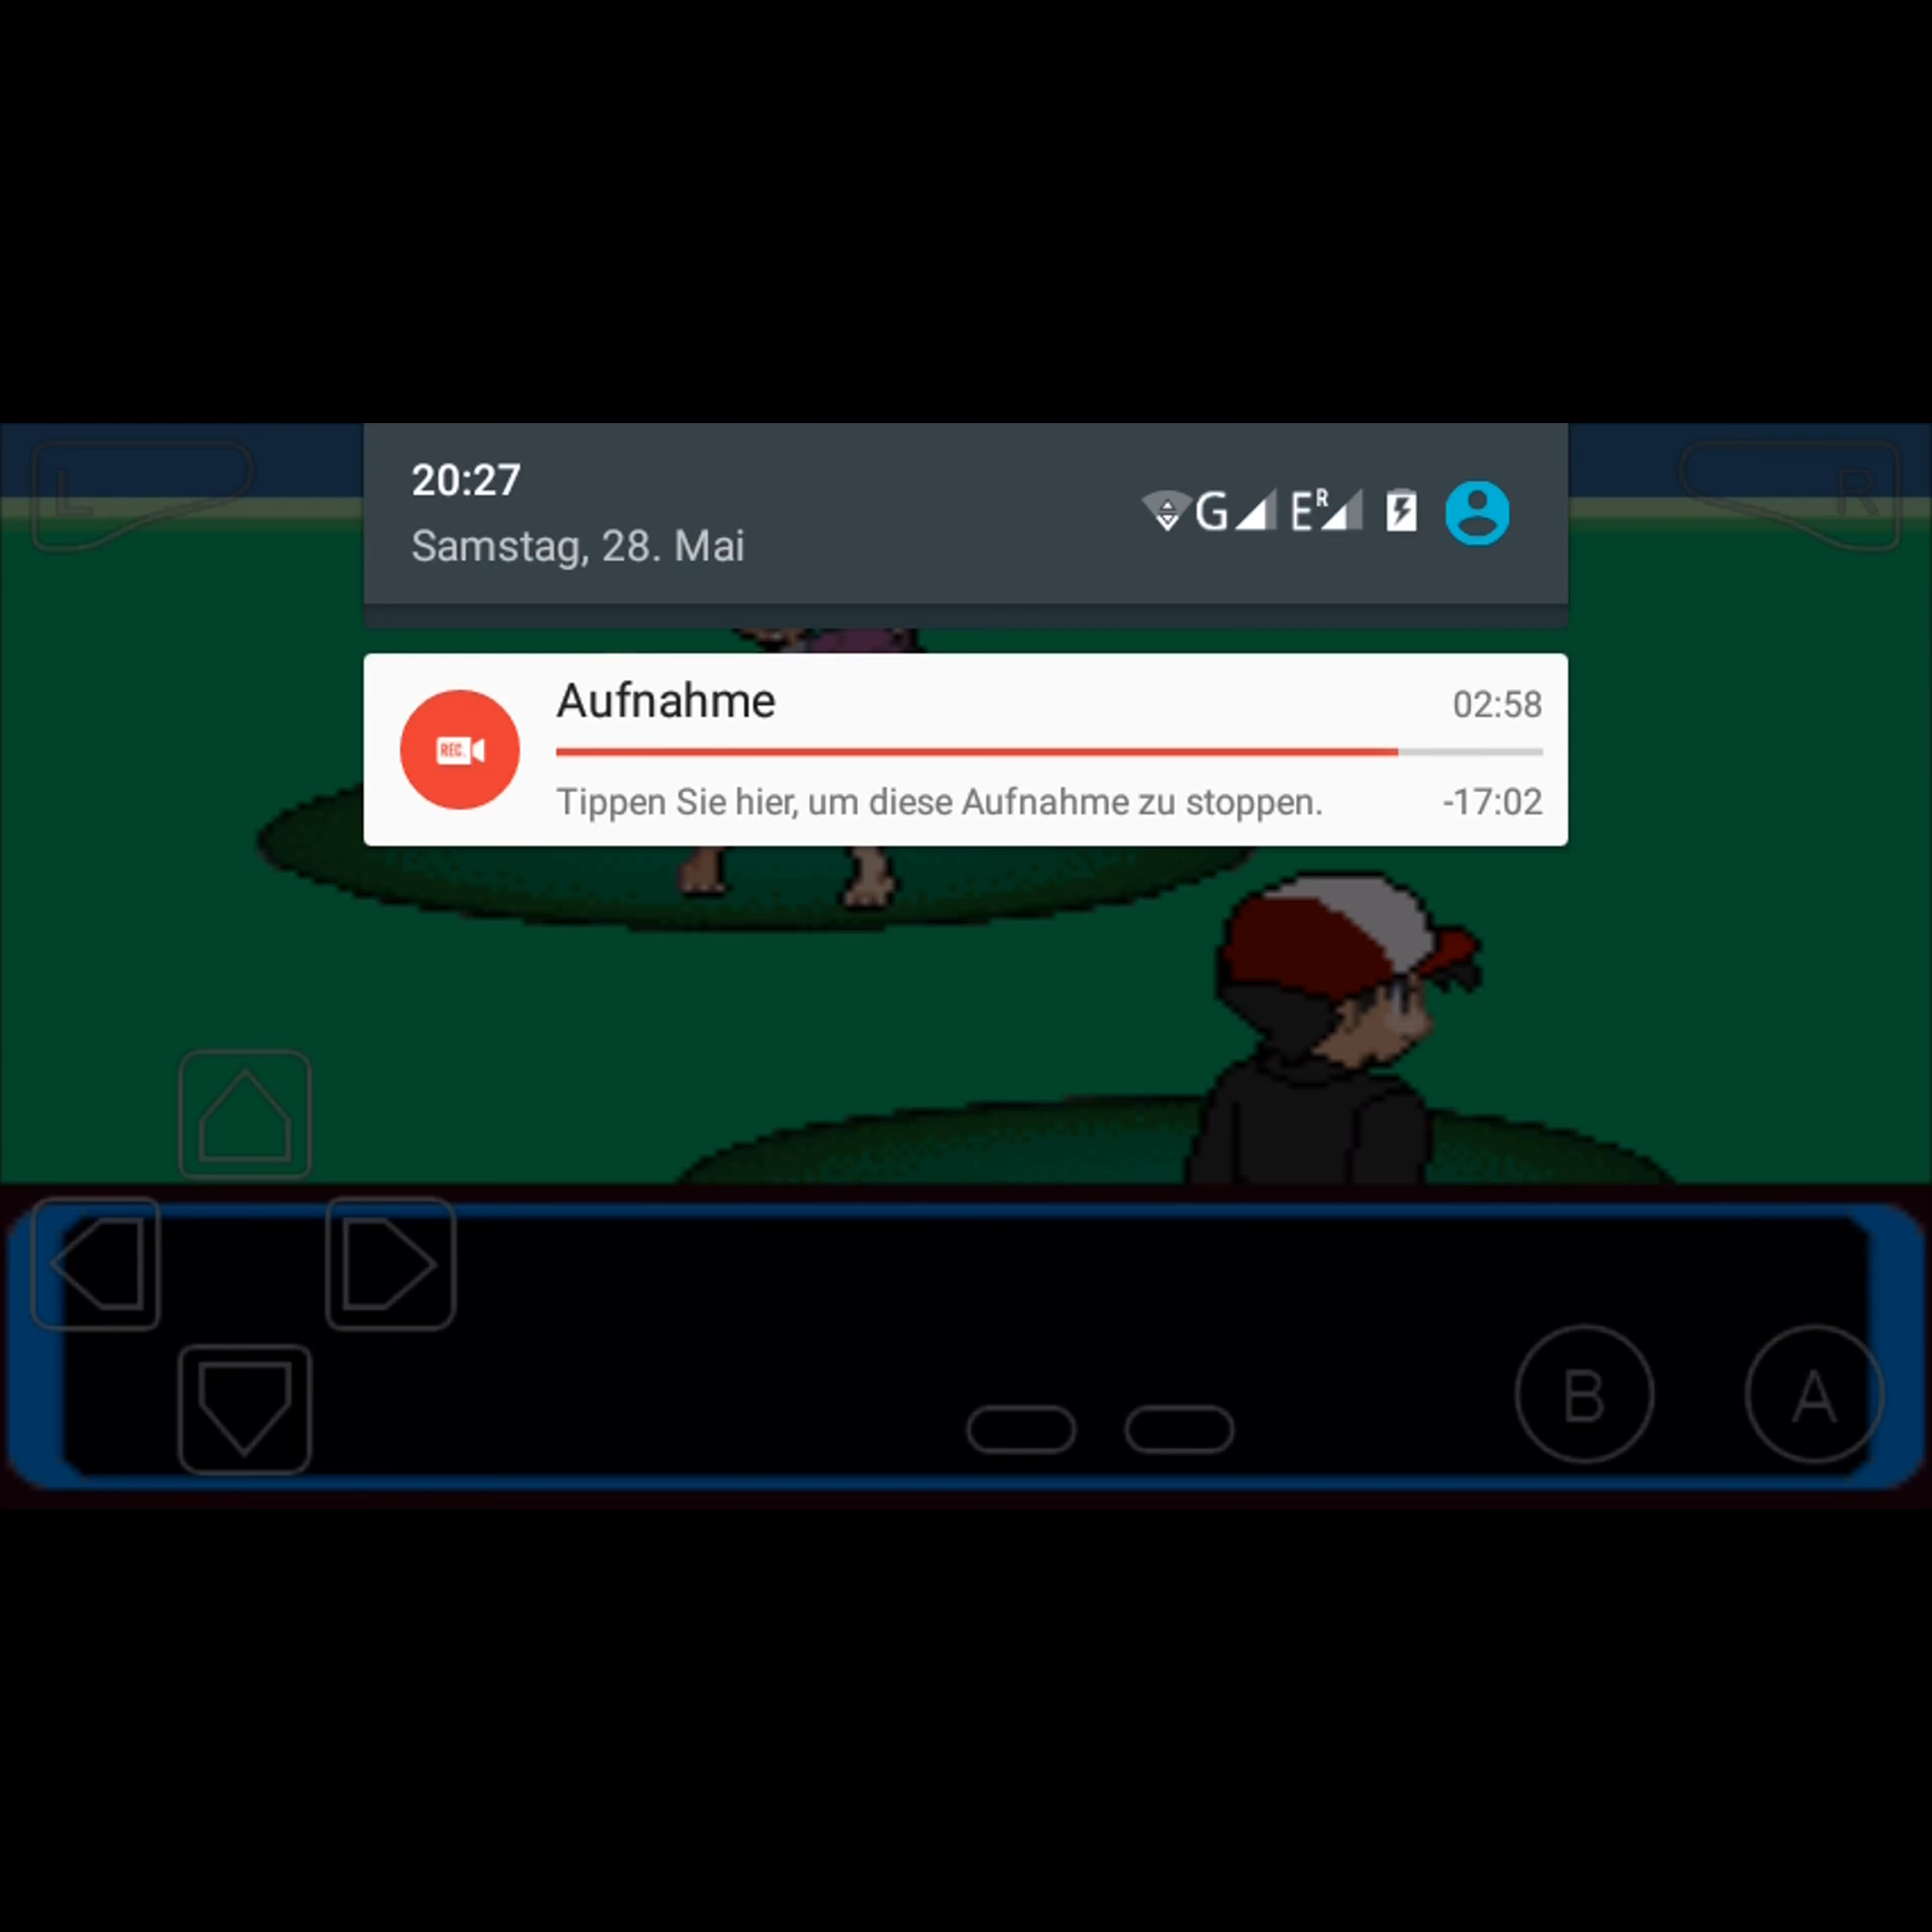 20:27
Samstag, 28. Mai
G E R
L
R
REC.
Aufnahme
02:58
Tippen Sie hier, um diese Aufnahme zu stoppen.
-17:02
B
A